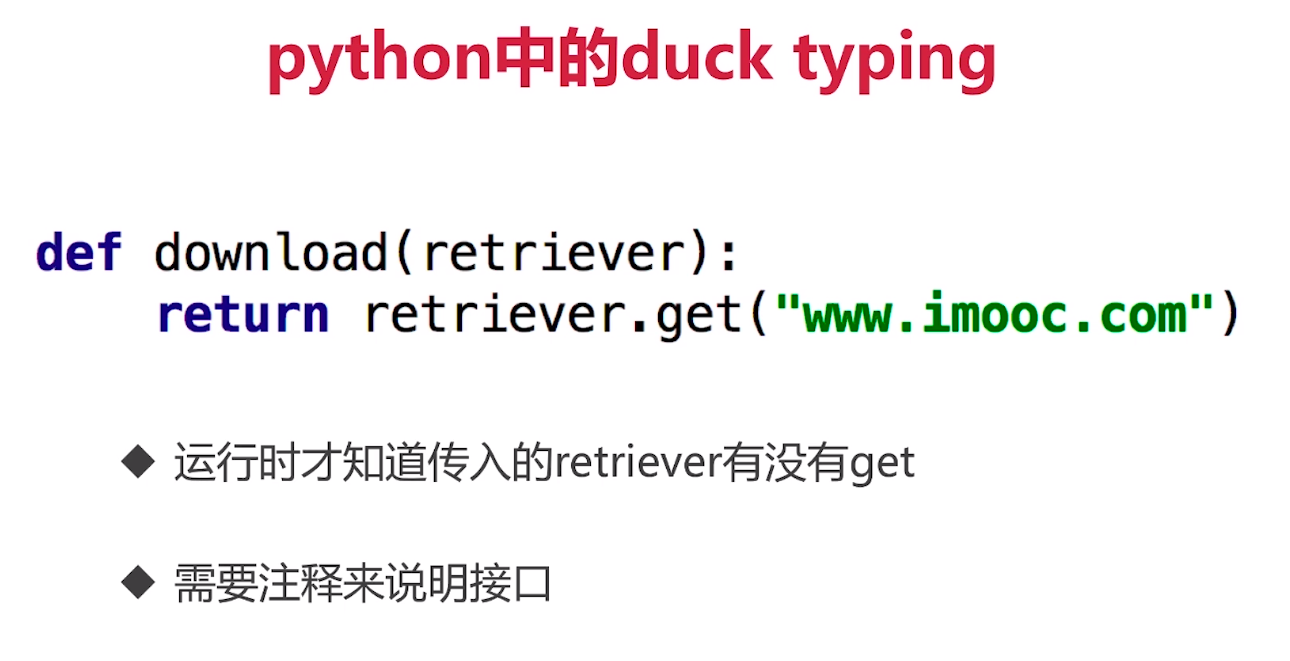 python中的duck typing
def download(retriever):
return retriever.get("www.imooc.com")
◆ 运行时才知道传入的retriever有没有get
◆ 需要注释来说明接口